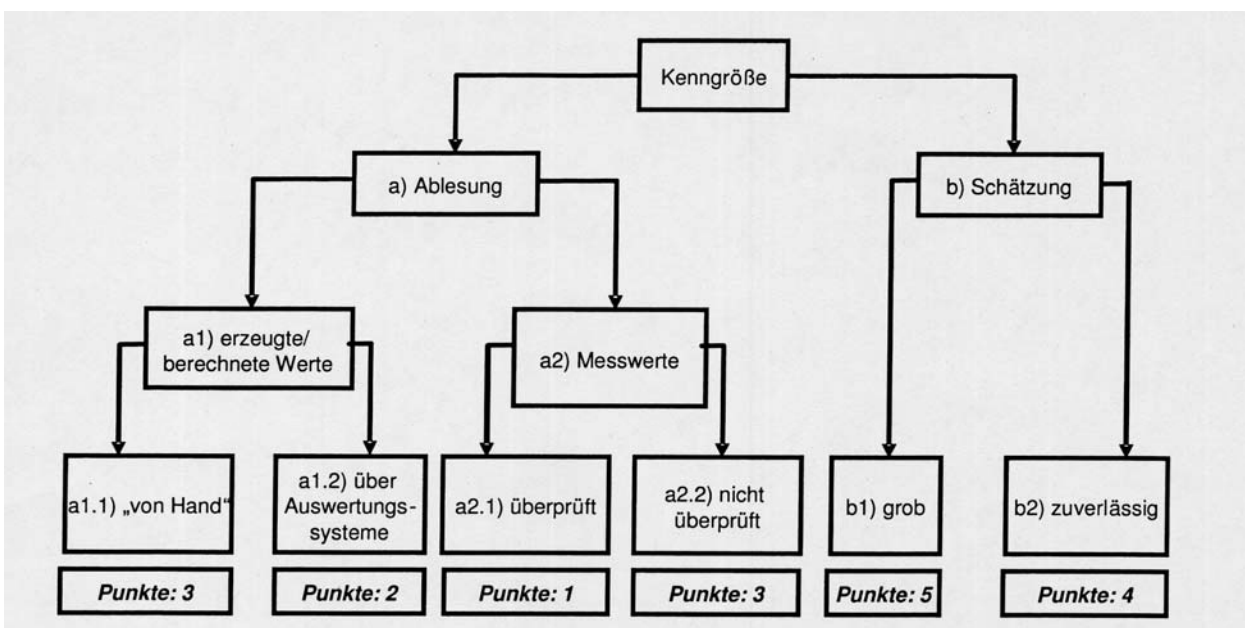 Kenngröße
a) Ablesung
b) Schätzung
a1) erzeugte/
berechnete Werte
a2) Messwerte
a1.1) „von Hand“
a1.2) über
Auswertungs-
systeme
a2.1) überprüft
a2.2) nicht
überprüft
b1) grob
b2) zuverlässig
Punkte: 3
Punkte: 2
Punkte: 1
Punkte: 3
Punkte: 5
Punkte: 4